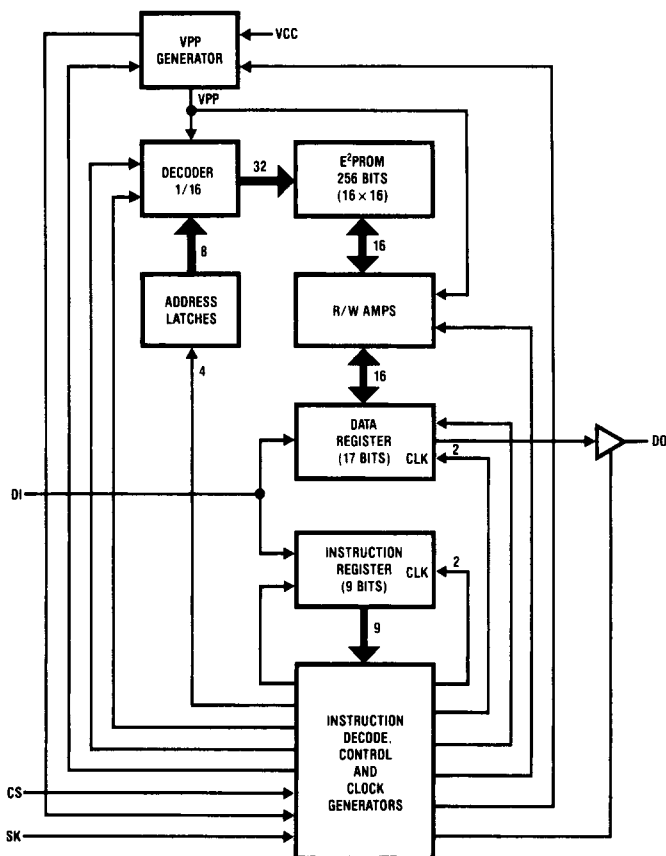 VPP
GENERATOR
VCC
VPP
DECODER
1/16
32
E²PROM
256 BITS
(16 × 16)
8
16
ADDRESS
LATCHES
R/W AMPS
4
16
DATA
REGISTER
(17 BITS)
CLK
2
DO
DI
INSTRUCTION
REGISTER
(9 BITS)
CLK
2
9
INSTRUCTION
DECODE,
CONTROL
AND
CLOCK
GENERATORS
CS
SK